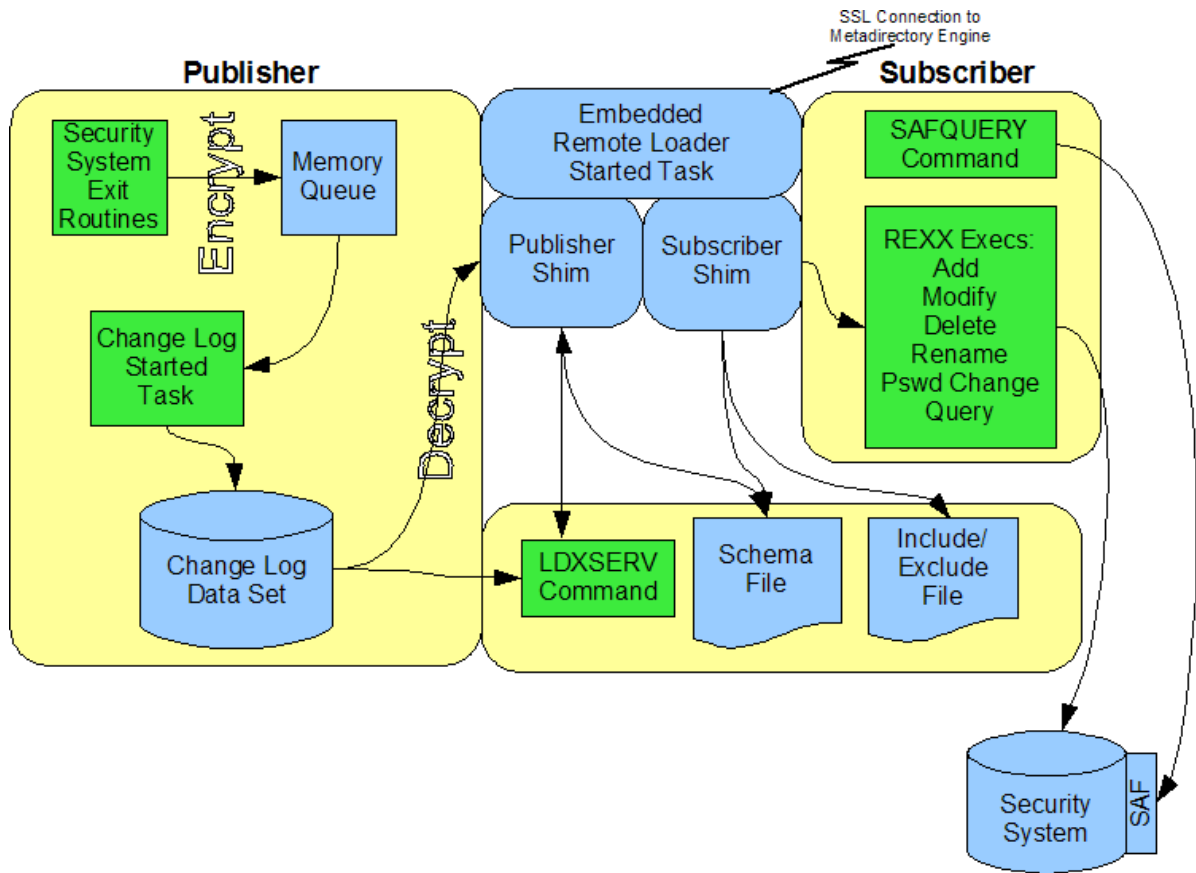 SSL Connection to
Metadirectory Engine
Publisher
Subscriber
Security
System
Exit
Routines
Encrypt
Memory
Queue
Change Log
Started
Task
Change Log
Data Set
Decrypt
Embedded
Remote Loader
Started Task
Publisher
Shim
Subscriber
Shim
SAFQUERY
Command
REXX Execs:
Add
Modify
Delete
Rename
Pswd Change
Query
LDXSERV
Command
Schema
File
Include/
Exclude
File
Security
System
SAF